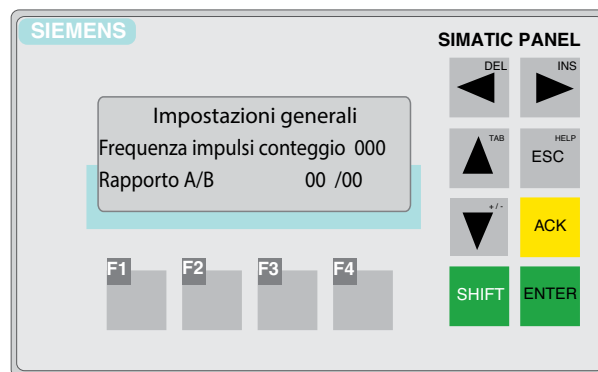 SIEMENS
SIMATIC PANEL
DEL
INS
Impostazioni generali
Frequenza impulsi conteggio 000
Rapporto A/B 00 /00
TAB
HELP
ESC
+ / -
ACK
F1
F2
F3
F4
SHIFT
ENTER